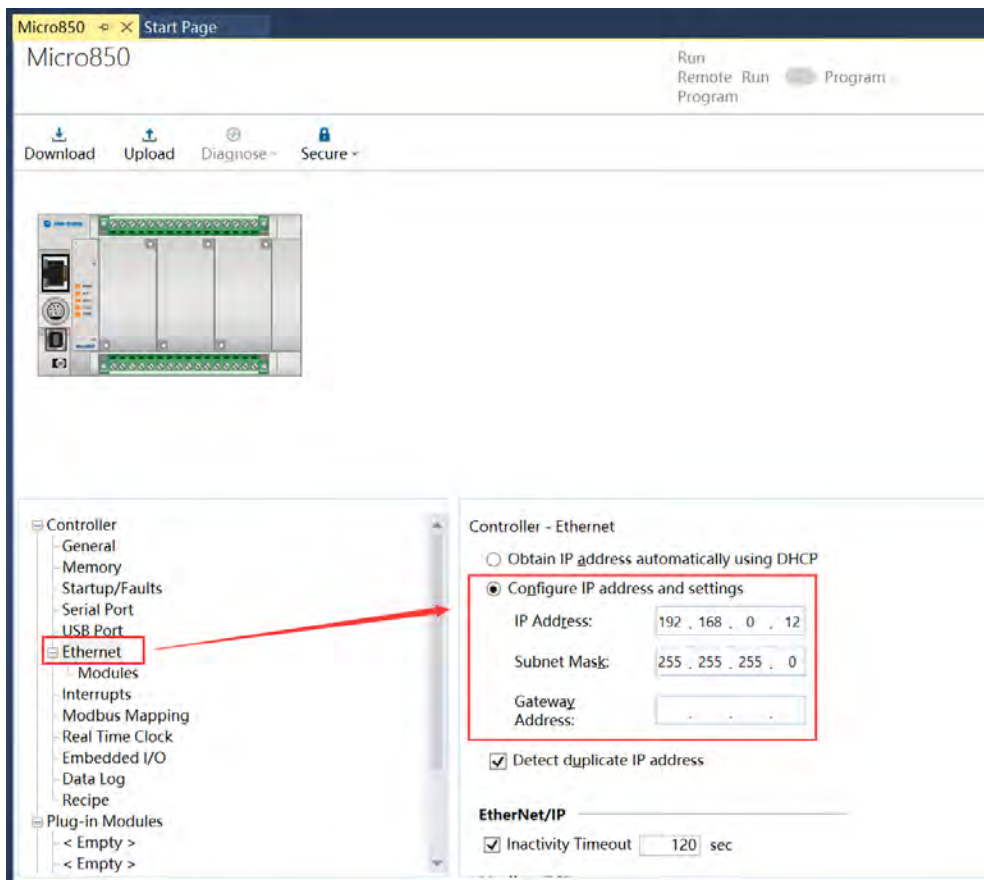 Micro850 Start Page
Micro850
Run
Remote Run Program
Program
Download Upload Diagnose Secure
Controller
General
Memory
Startup/Faults
Serial Port
USB Port
Ethernet
Modules
Interrupts
Modbus Mapping
Real Time Clock
Embedded I/O
Data Log
Recipe
Plug-in Modules
< Empty >
< Empty >
Controller - Ethernet
Obtain IP address automatically using DHCP
Configure IP address and settings
IP Address: 192 . 168 . 0 . 12
Subnet Mask: 255 . 255 . 255 . 0
Gateway
Address: . . .
Detect duplicate IP address
EtherNet/IP
Inactivity Timeout 120 sec